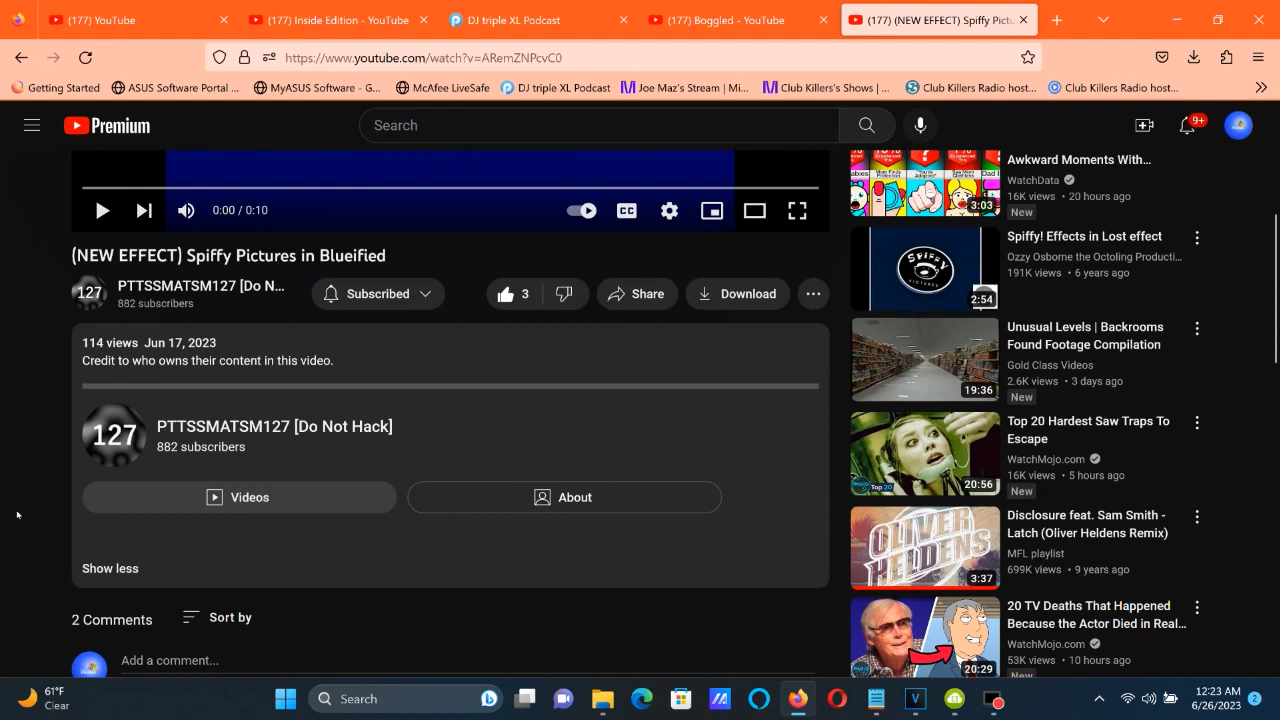 (177) YouTube
(177) Inside Edition - YouTube
DJ triple XL Podcast
(177) Boggled - YouTube
(177) (NEW EFFECT) Spiffy Pictu
https://www.youtube.com/watch?v=ARemZNPcvC0
Getting Started
ASUS Software Portal ...
MyASUS Software - G...
McAfee LiveSafe
DJ triple XL Podcast
Joe Maz's Stream | Mi...
Club Killers's Shows | ...
Club Killers Radio host...
Club Killers Radio host...
Premium
Search
9+
0:00 / 0:10
CC
(NEW EFFECT) Spiffy Pictures in Blueified
127
PTTSSMATSM127 [Do N...
882 subscribers
Subscribed
3
Share
Download
114 views Jun 17, 2023
Credit to who owns their content in this video.
127
PTTSSMATSM127 [Do Not Hack]
882 subscribers
Videos
About
Show less
2 Comments
Sort by
Add a comment...
3:03
Awkward Moments With...
WatchData
16K views • 20 hours ago
New
SPIFFY
PICTURES
2:54
Spiffy! Effects in Lost effect
Ozzy Osborne the Octoling Producti...
191K views • 6 years ago
19:36
Unusual Levels | Backrooms
Found Footage Compilation
Gold Class Videos
2.6K views • 3 days ago
New
Top 20
20:56
Top 20 Hardest Saw Traps To
Escape
WatchMojo.com
16K views • 5 hours ago
New
OLIVER
HELDENS
3:37
Disclosure feat. Sam Smith -
Latch (Oliver Heldens Remix)
MFL playlist
699K views • 9 years ago
20:29
20 TV Deaths That Happened
Because the Actor Died in Real...
WatchMojo.com
53K views • 10 hours ago
61°F
Clear
Search
12:23 AM
6/26/2023
2